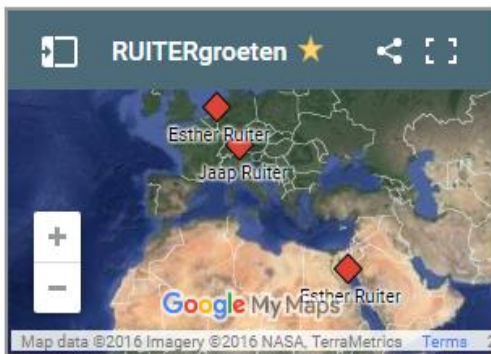 RUITERgroeten
Esther Ruiter
Jaap Ruiter
Esther Ruiter
Google My Maps
Map data ©2016 Imagery ©2016 NASA, TerraMetrics Terms